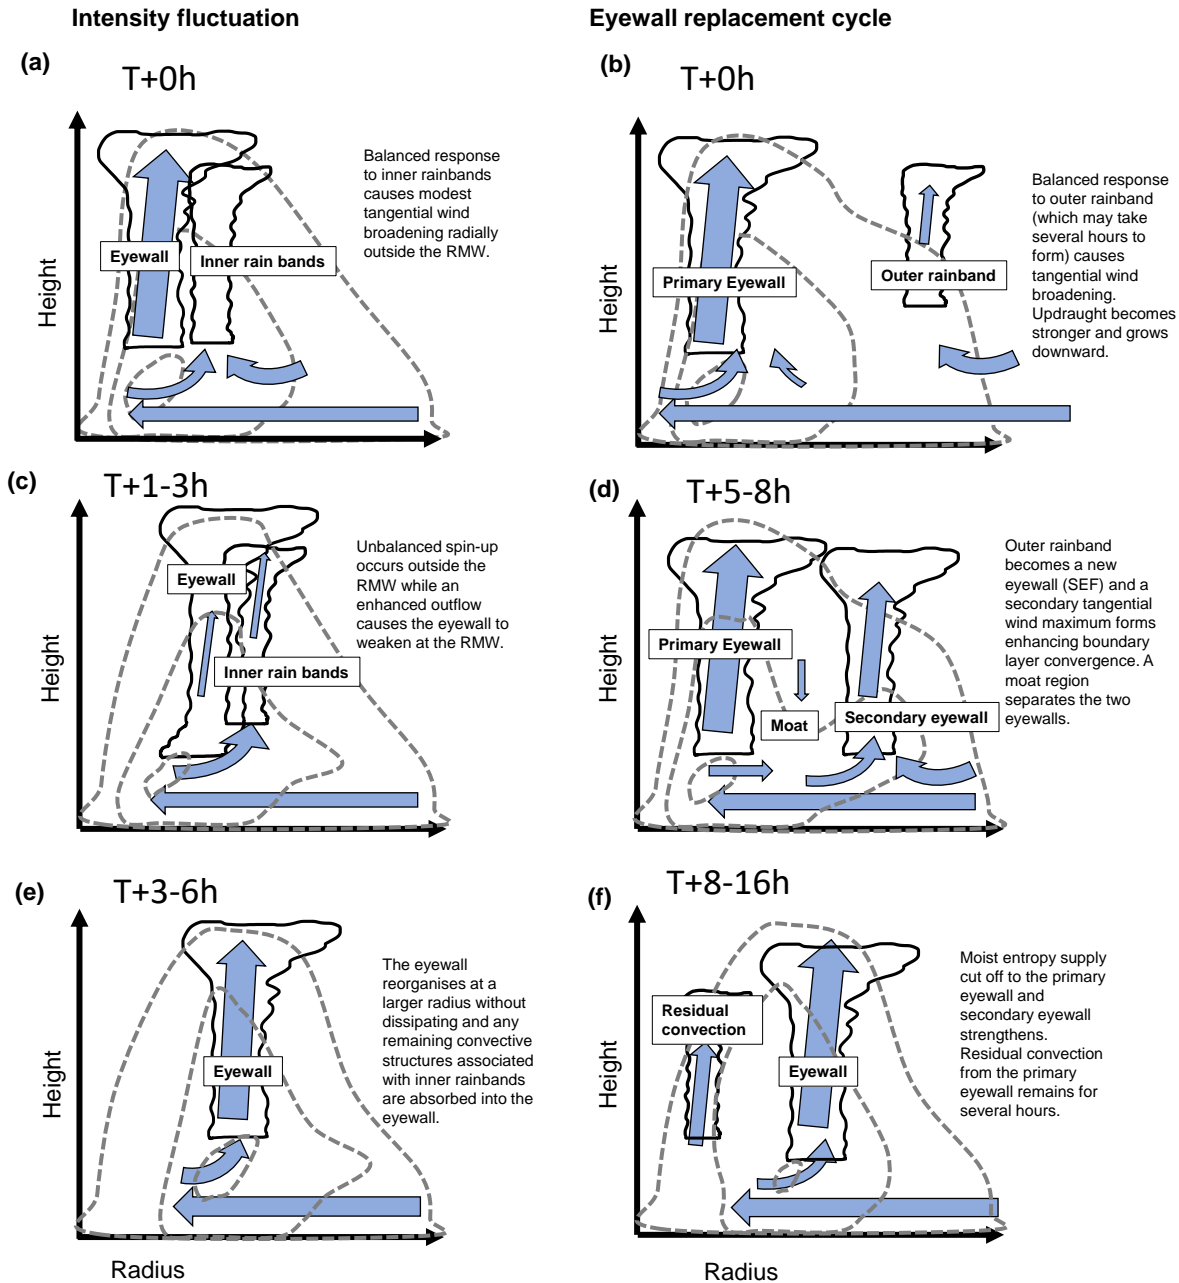 Intensity fluctuation
Eyewall replacement cycle
(a)
T+0h
Balanced response
to inner rainbands
causes modest
tangential wind
broadening radially
outside the RMW.
Eyewall
Inner rain bands
Height
(b)
T+0h
Balanced response
to outer rainband
(which may take
several hours to
form) causes
tangential wind
broadening.
Updraught becomes
stronger and grows
downward.
Primary Eyewall
Outer rainband
Height
(c)
T+1-3h
Unbalanced spin-up
occurs outside the
RMW while an
enhanced outflow
causes the eyewall to
weaken at the RMW.
Eyewall
Inner rain bands
Height
(d)
T+5-8h
Outer rainband
becomes a new
eyewall (SEF) and a
secondary tangential
wind maximum forms
enhancing boundary
layer convergence. A
moat region
separates the two
eyewalls.
Primary Eyewall
Moat
Secondary eyewall
Height
(e)
T+3-6h
The eyewall
reorganises at a
larger radius without
dissipating and any
remaining convective
structures associated
with inner rainbands
are absorbed into the
eyewall.
Eyewall
Height
Radius
(f)
T+8-16h
Moist entropy supply
cut off to the primary
eyewall and
secondary eyewall
strengthens.
Residual convection
from the primary
eyewall remains for
several hours.
Residual
convection
Eyewall
Height
Radius